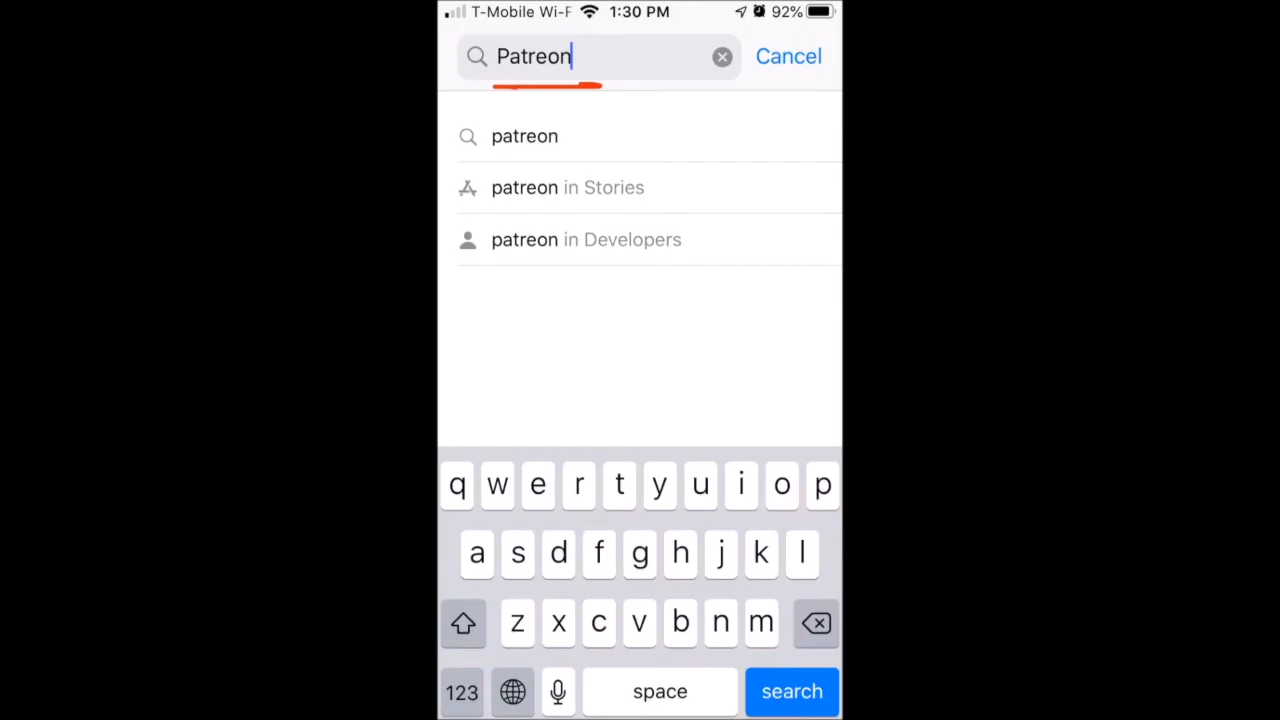 T-Mobile Wi-F 1:30 PM 92%
Patreon Cancel
patreon
patreon in Stories
patreon in Developers
q w e r t y u i o p
a s d f g h j k l
z x c v b n m
123 space search